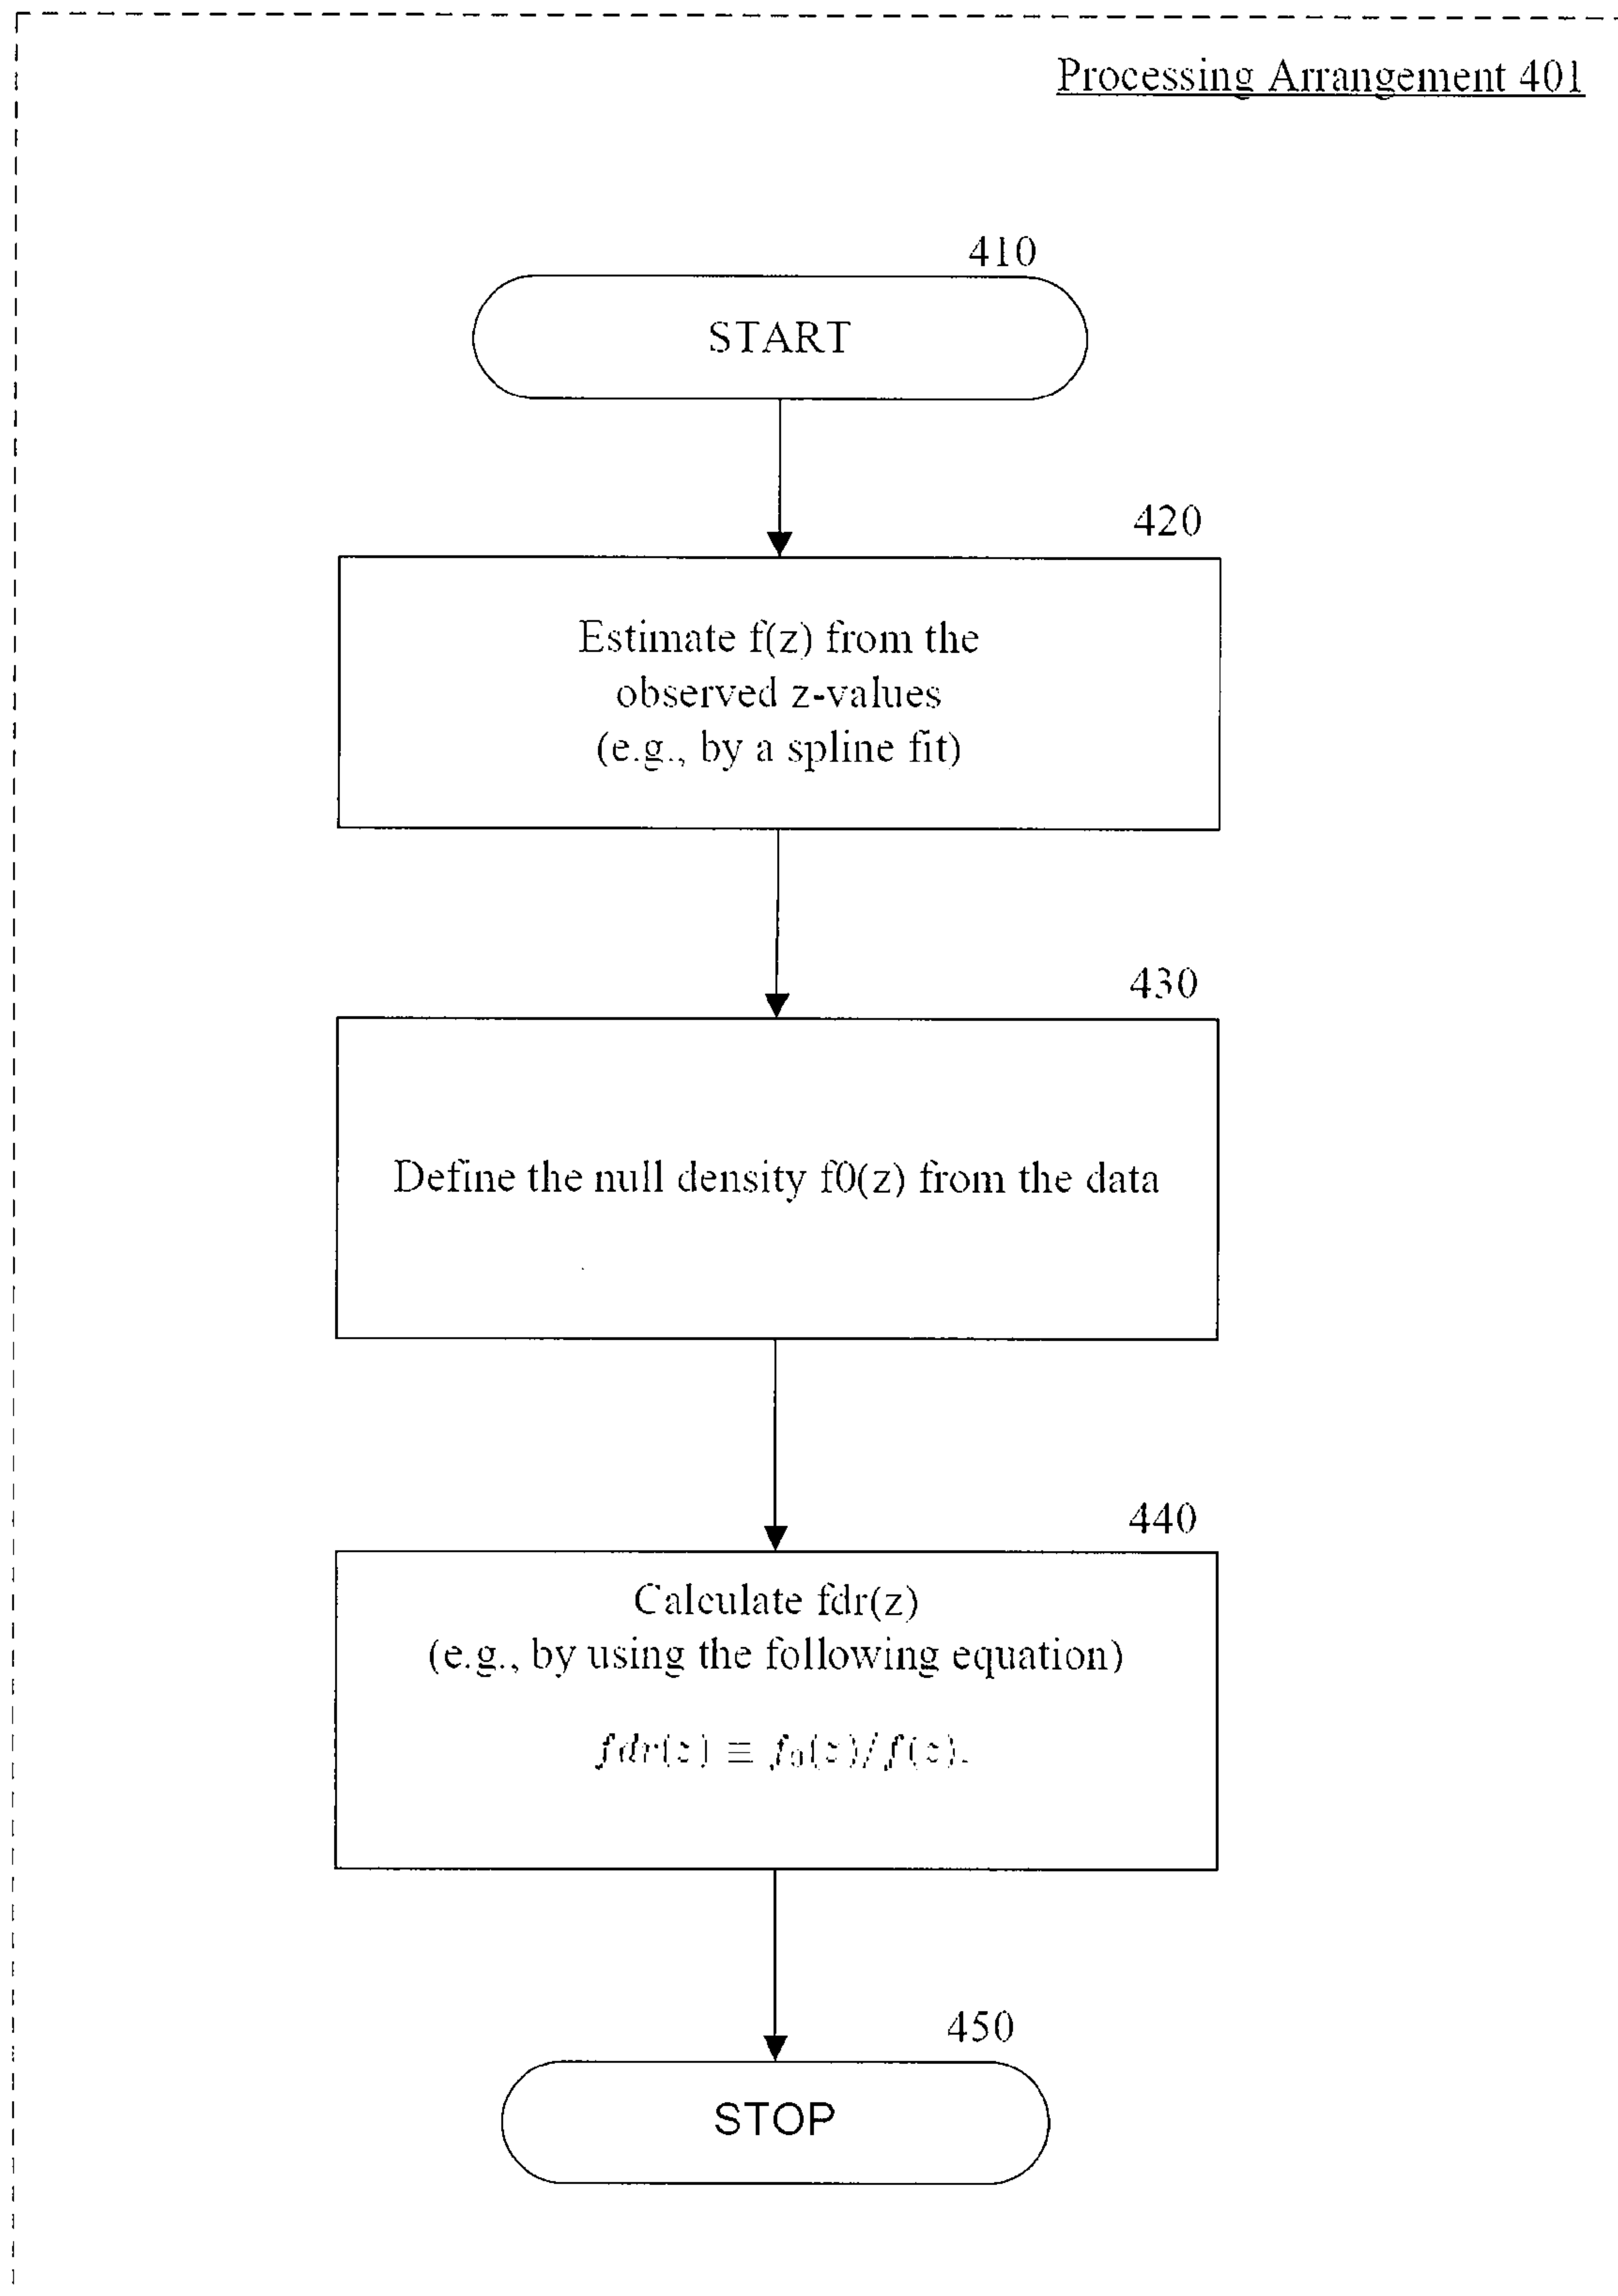 Processing Arrangement 401
410
START
420
Estimate f(z) from the
observed z-values
(e.g., by a spline fit)
430
Define the null density f0(z) from the data
440
Calculate fdr(z)
(e.g., by using the following equation)
fdr(z) ≡ f₀(z)/f(z).
450
STOP